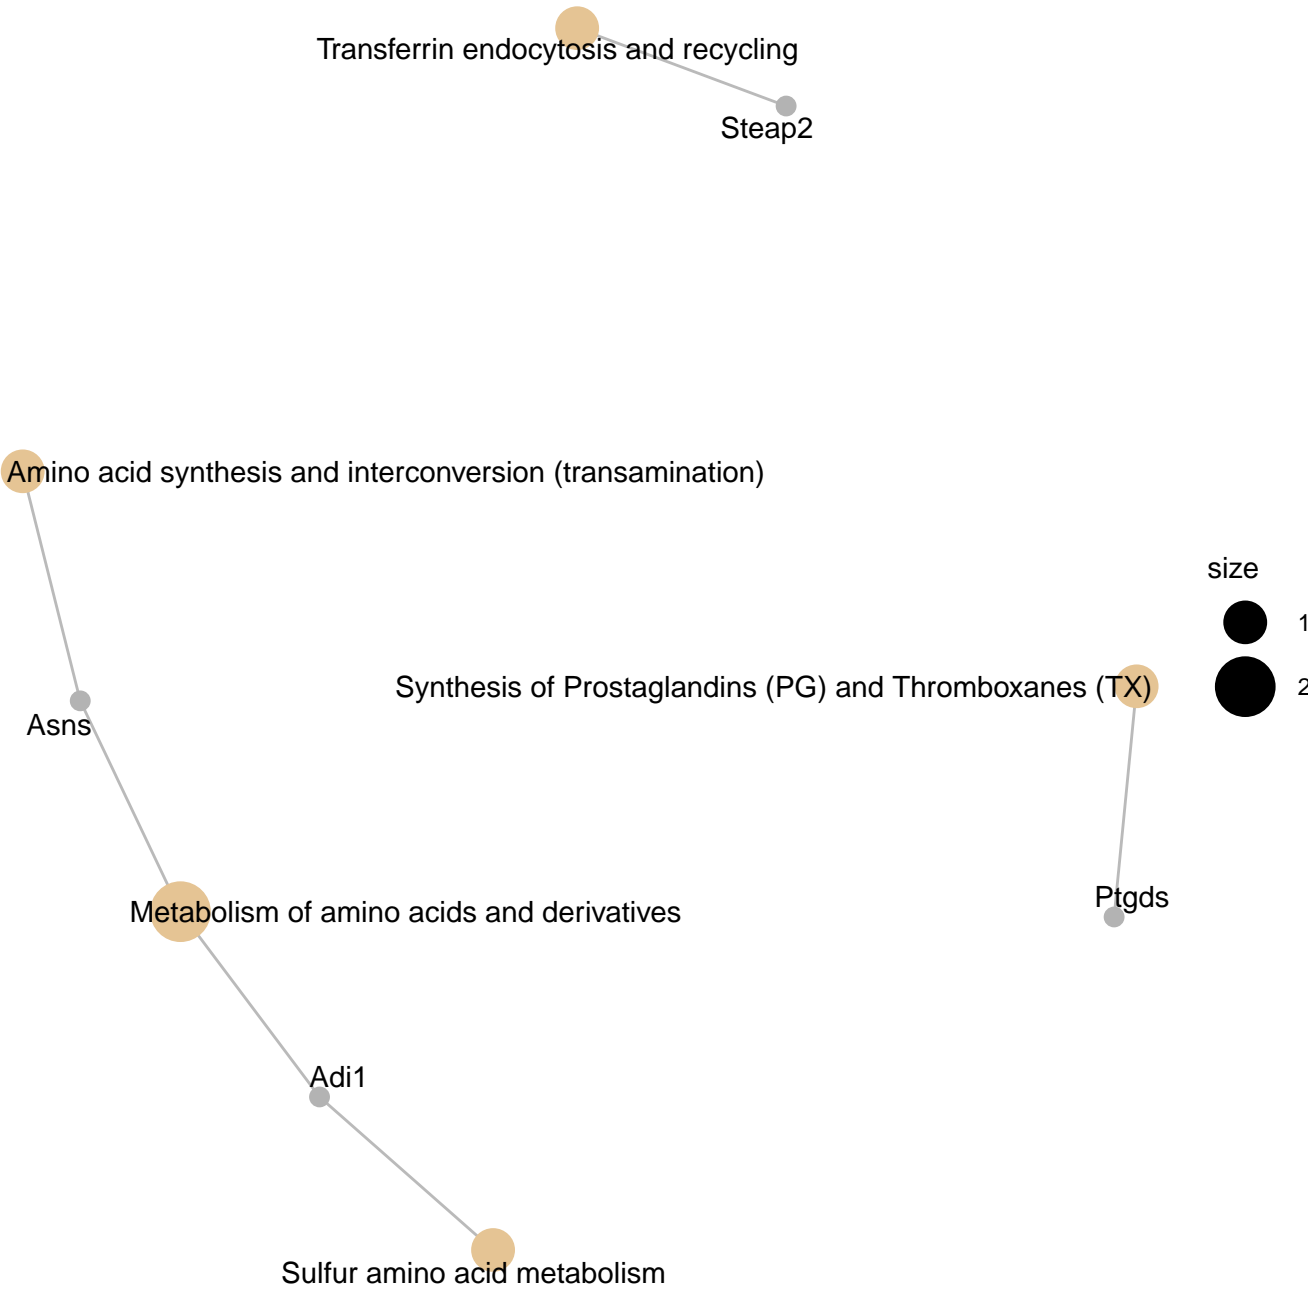 Transferrin endocytosis and recycling
Steap2
Amino acid synthesis and interconversion (transamination)
size
1
Synthesis of Prostaglandins (PG) and Thromboxanes (TX)
2
Asns
Ptgds
Metabolism of amino acids and derivatives
Adi1
Sulfur amino acid metabolism